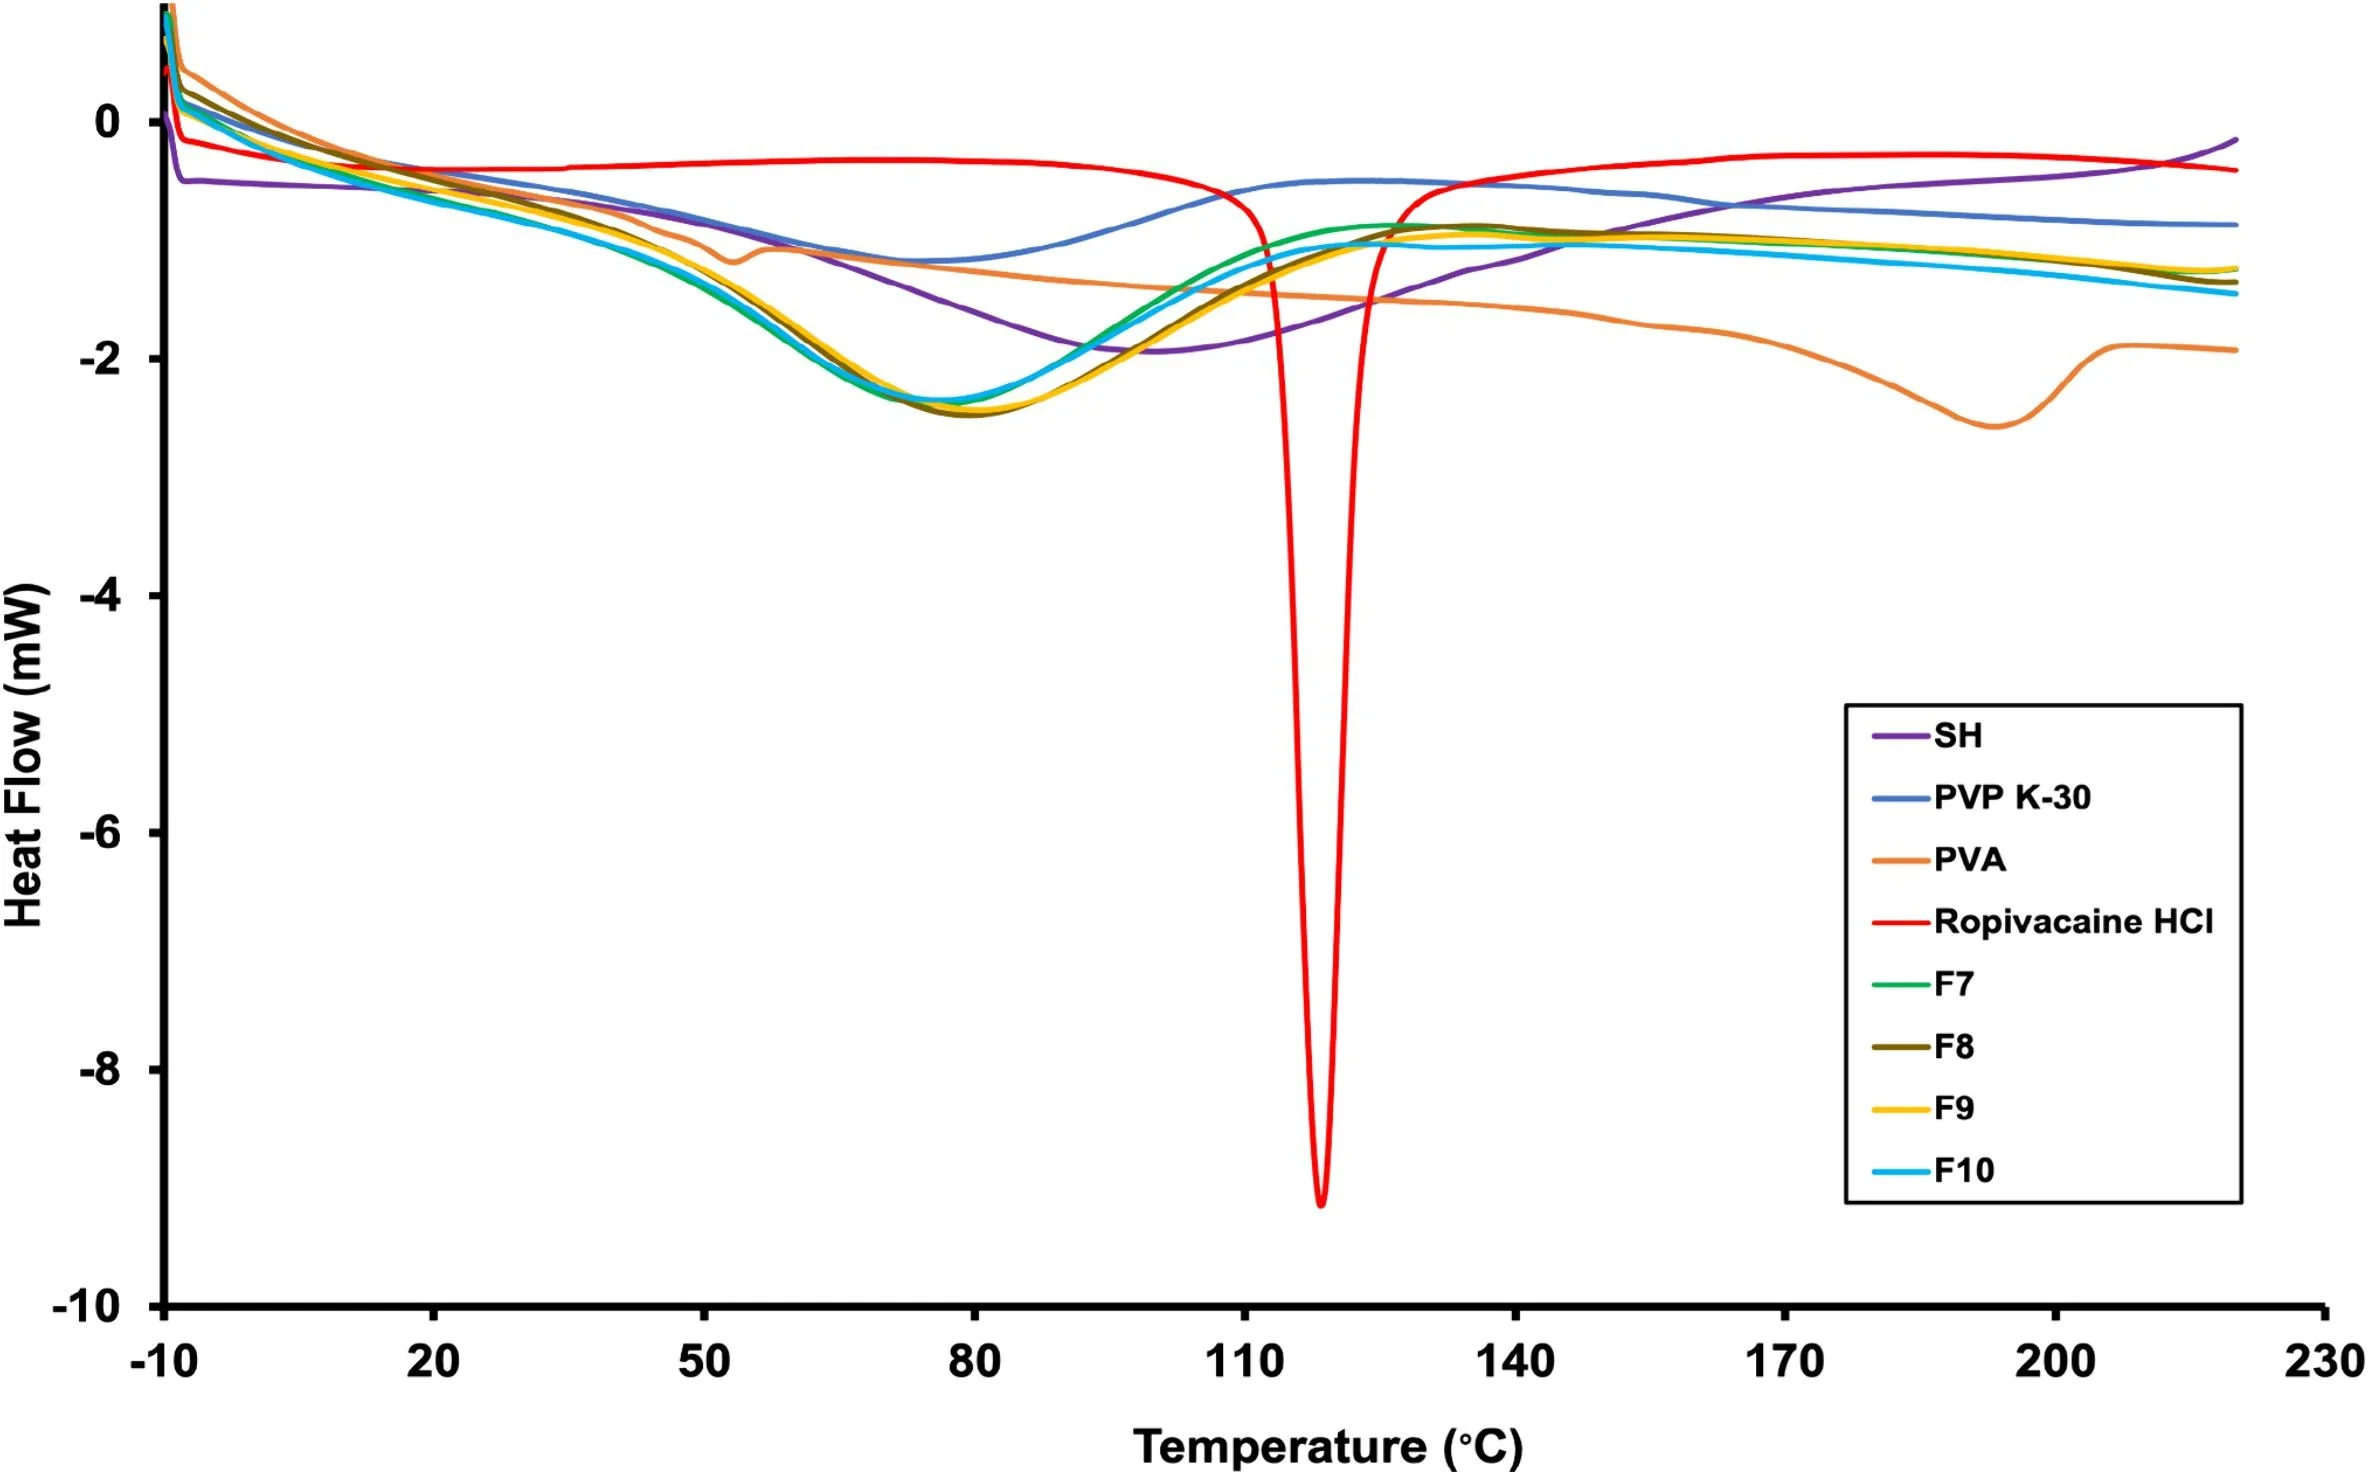 0
-2
-4
-6
-8
-10
Heat Flow (mW)
-10 20 50 80 110 140 170 200 230
Temperature (°C)
SH
PVP K-30
PVA
Ropivacaine HCl
F7
F8
F9
F10